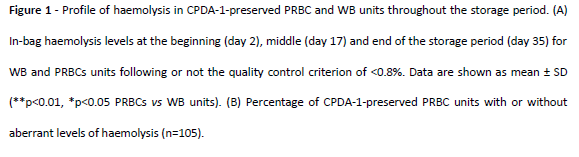 Figure 1 - Profile of haemolysis in CPDA-1-preserved PRBC and WB units throughout the storage period. (A)
In-bag haemolysis levels at the beginning (day 2), middle (day 17) and end of the storage period (day 35) for
WB and PRBCs units following or not the quality control criterion of <0.8%. Data are shown as mean ± SD
(**p<0.01, *p<0.05 PRBCs vs WB units). (B) Percentage of CPDA-1-preserved PRBC units with or without
aberrant levels of haemolysis (n=105).